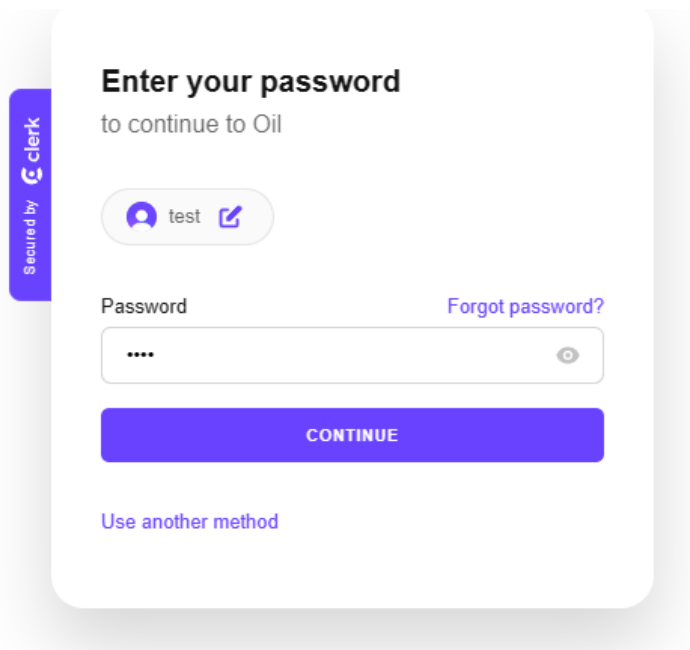 Enter your password
to continue to Oil
Secured by clerk
test
Password Forgot password?
••••
CONTINUE
Use another method